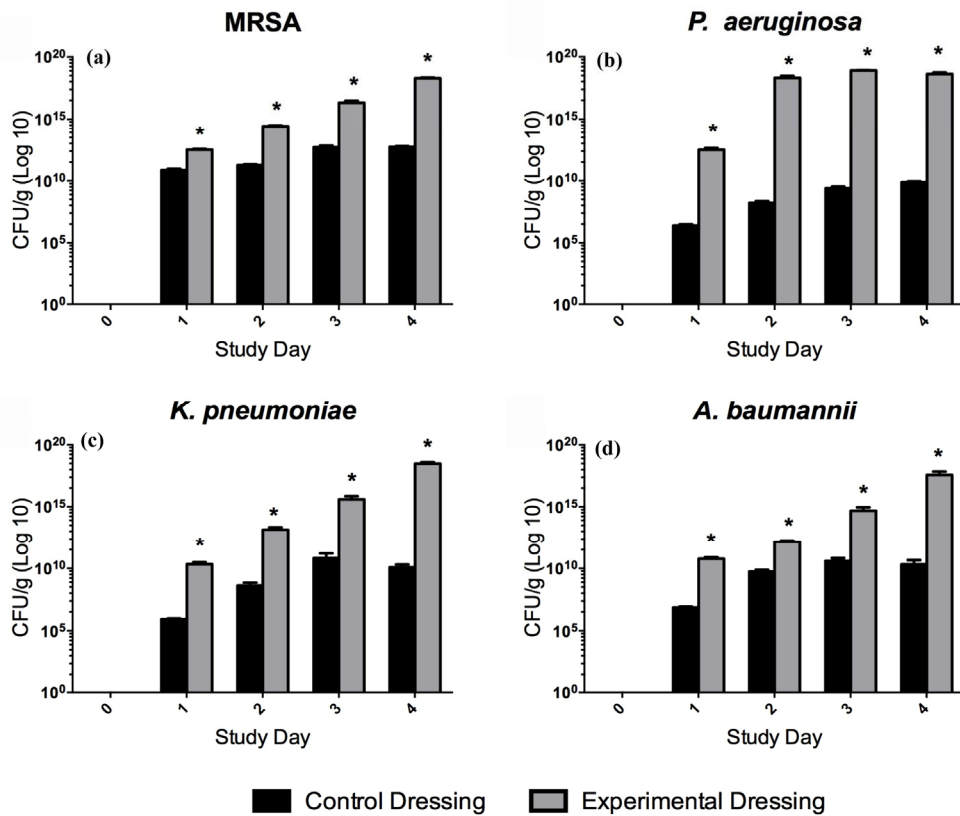 MRSA
(a)
CFU/g (Log 10)
10²⁰
10¹⁵
10¹⁰
10⁵
10⁰
* * * *
0 1 2 3 4
Study Day
P. aeruginosa
(b)
CFU/g (Log 10)
10²⁰
10¹⁵
10¹⁰
10⁵
10⁰
* * * *
0 1 2 3 4
Study Day
K. pneumoniae
(c)
CFU/g (Log 10)
10²⁰
10¹⁵
10¹⁰
10⁵
10⁰
* * * *
0 1 2 3 4
Study Day
A. baumannii
(d)
CFU/g (Log 10)
10²⁰
10¹⁵
10¹⁰
10⁵
10⁰
* * * *
0 1 2 3 4
Study Day
Control Dressing Experimental Dressing